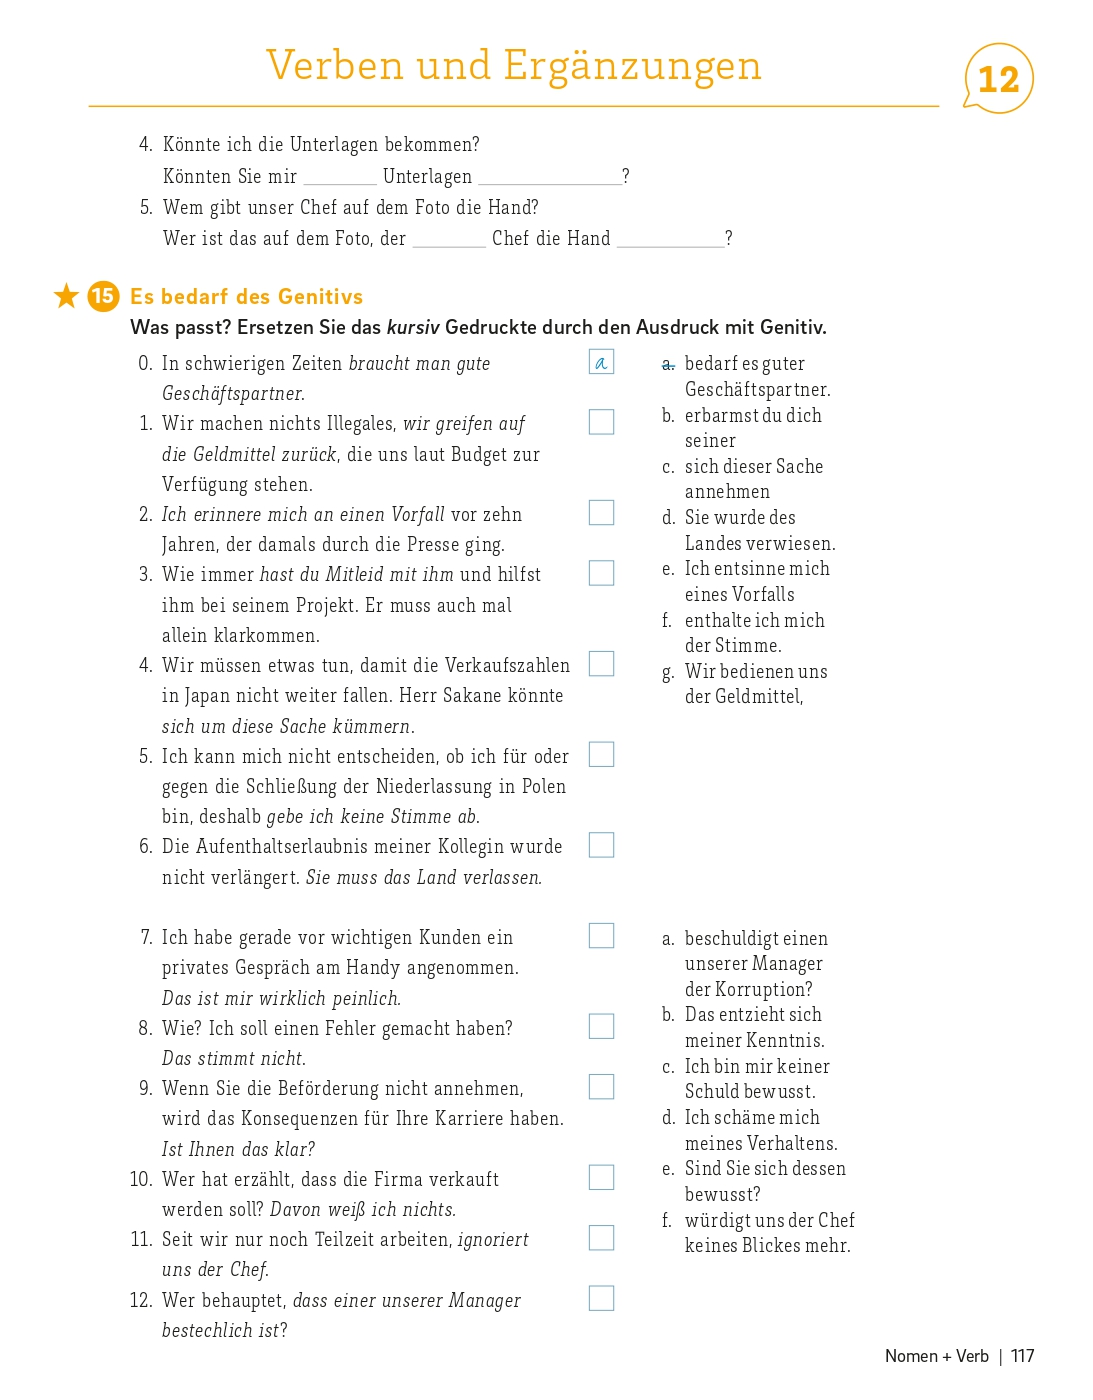 Verben und Ergänzungen
12
4. Könnte ich die Unterlagen bekommen?
Könnten Sie mir ________ Unterlagen ________________?
5. Wem gibt unser Chef auf dem Foto die Hand?
Wer ist das auf dem Foto, der ________ Chef die Hand ____________?
15 Es bedarf des Genitivs
Was passt? Ersetzen Sie das kursiv Gedruckte durch den Ausdruck mit Genitiv.
0. In schwierigen Zeiten braucht man gute
Geschäftspartner.
a
1. Wir machen nichts Illegales, wir greifen auf
die Geldmittel zurück, die uns laut Budget zur
Verfügung stehen.
2. Ich erinnere mich an einen Vorfall vor zehn
Jahren, der damals durch die Presse ging.
3. Wie immer hast du Mitleid mit ihm und hilfst
ihm bei seinem Projekt. Er muss auch mal
allein klarkommen.
4. Wir müssen etwas tun, damit die Verkaufszahlen
in Japan nicht weiter fallen. Herr Sakane könnte
sich um diese Sache kümmern.
5. Ich kann mich nicht entscheiden, ob ich für oder
gegen die Schließung der Niederlassung in Polen
bin, deshalb gebe ich keine Stimme ab.
6. Die Aufenthaltserlaubnis meiner Kollegin wurde
nicht verlängert. Sie muss das Land verlassen.
a. bedarf es guter
Geschäftspartner.
b. erbarmst du dich
seiner
c. sich dieser Sache
annehmen
d. Sie wurde des
Landes verwiesen.
e. Ich entsinne mich
eines Vorfalls
f. enthalte ich mich
der Stimme.
g. Wir bedienen uns
der Geldmittel,
7. Ich habe gerade vor wichtigen Kunden ein
privates Gespräch am Handy angenommen.
Das ist mir wirklich peinlich.
8. Wie? Ich soll einen Fehler gemacht haben?
Das stimmt nicht.
9. Wenn Sie die Beförderung nicht annehmen,
wird das Konsequenzen für Ihre Karriere haben.
Ist Ihnen das klar?
10. Wer hat erzählt, dass die Firma verkauft
werden soll? Davon weiß ich nichts.
11. Seit wir nur noch Teilzeit arbeiten, ignoriert
uns der Chef.
12. Wer behauptet, dass einer unserer Manager
bestechlich ist?
a. beschuldigt einen
unserer Manager
der Korruption?
b. Das entzieht sich
meiner Kenntnis.
c. Ich bin mir keiner
Schuld bewusst.
d. Ich schäme mich
meines Verhaltens.
e. Sind Sie sich dessen
bewusst?
f. würdigt uns der Chef
keines Blickes mehr.
Nomen + Verb | 117